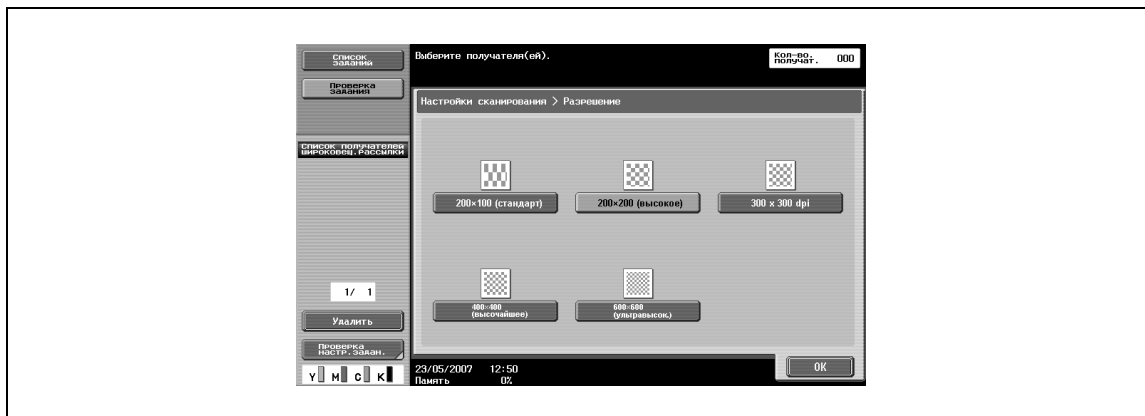 Список
заданий
Проверка
задания
Список получателей
широковещ.рассылки
1/ 1
Удалить
Проверка
настр.задан.
Y M C K
Выберите получателя(ей).
Кол-во.
получат. 000
Настройки сканирования > Разрешение
200×100 (стандарт)
200×200 (высокое)
300 x 300 dpi
400×400
(высочайшее)
600×600
(ультравысок.)
23/05/2007 12:50
Память 0%
OK